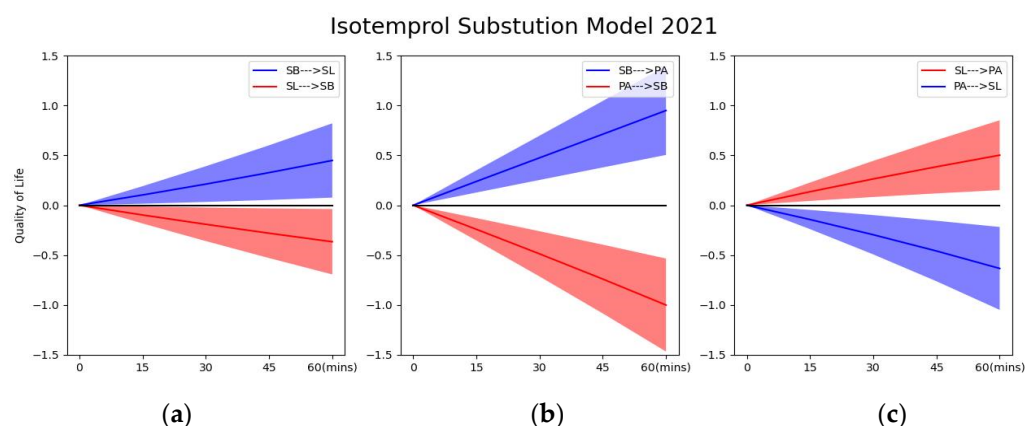 Isotemprol Substution Model 2021
Quality of Life
1.5
1.0
0.5
0.0
−0.5
−1.0
−1.5
SB--->SL
SL--->SB
0 15 30 45 60(mins)
(a)
1.5
1.0
0.5
0.0
−0.5
−1.0
−1.5
SB--->PA
PA--->SB
0 15 30 45 60(mins)
(b)
1.5
1.0
0.5
0.0
−0.5
−1.0
−1.5
SL--->PA
PA--->SL
0 15 30 45 60(mins)
(c)